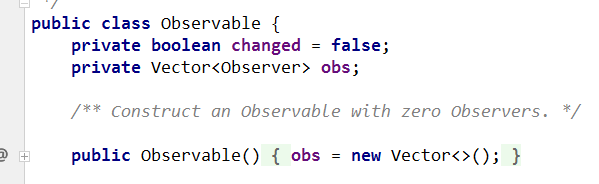 */
public class Observable {
private boolean changed = false;
private Vector<Observer> obs;
/** Construct an Observable with zero Observers. */
@ public Observable() { obs = new Vector<>(); }